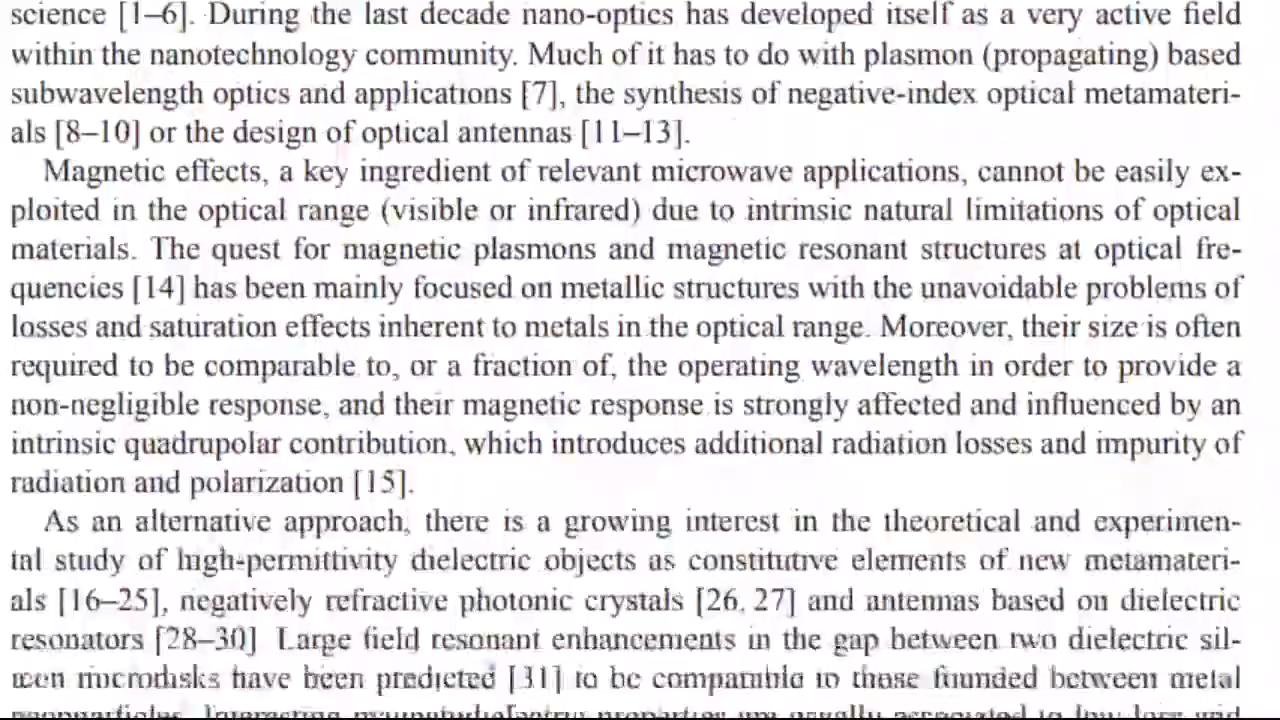 science [1–6]. During the last decade nano-optics has developed itself as a very active field
within the nanotechnology community. Much of it has to do with plasmon (propagating) based
subwavelength optics and applications [7], the synthesis of negative-index optical metamateri-
als [8–10] or the design of optical antennas [11–13].
Magnetic effects, a key ingredient of relevant microwave applications, cannot be easily ex-
ploited in the optical range (visible or infrared) due to intrinsic natural limitations of optical
materials. The quest for magnetic plasmons and magnetic resonant structures at optical fre-
quencies [14] has been mainly focused on metallic structures with the unavoidable problems of
losses and saturation effects inherent to metals in the optical range. Moreover, their size is often
required to be comparable to, or a fraction of, the operating wavelength in order to provide a
non-negligible response, and their magnetic response is strongly affected and influenced by an
intrinsic quadrupolar contribution, which introduces additional radiation losses and impurity of
radiation and polarization [15].
As an alternative approach, there is a growing interest in the theoretical and experimen-
tal study of high-permittivity dielectric objects as constitutive elements of new metamateri-
als [16–25], negatively refractive photonic crystals [26, 27] and antennas based on dielectric
resonators [28–30] Large field resonant enhancements in the gap between two dielectric sil-
microdisks have been predicted [31] to be comparable to those founded between metal